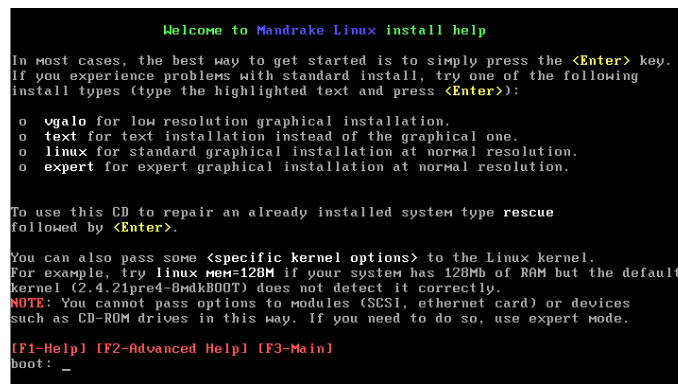 Welcome to Mandrake Linux install help
In most cases, the best way to get started is to simply press the <Enter> key.
If you experience problems with standard install, try one of the following
install types (type the highlighted text and press <Enter>):
o vgalo for low resolution graphical installation.
o text for text installation instead of the graphical one.
o linux for standard graphical installation at normal resolution.
o expert for expert graphical installation at normal resolution.
To use this CD to repair an already installed system type rescue
followed by <Enter>.
You can also pass some <specific kernel options> to the Linux kernel.
For example, try linux mem=128M if your system has 128Mb of RAM but the default
kernel (2.4.21pre4-8mdkBOOT) does not detect it correctly.
NOTE: You cannot pass options to modules (SCSI, ethernet card) or devices
such as CD-ROM drives in this way. If you need to do so, use expert mode.
[F1-Help] [F2-Advanced Help] [F3-Main]
boot: _